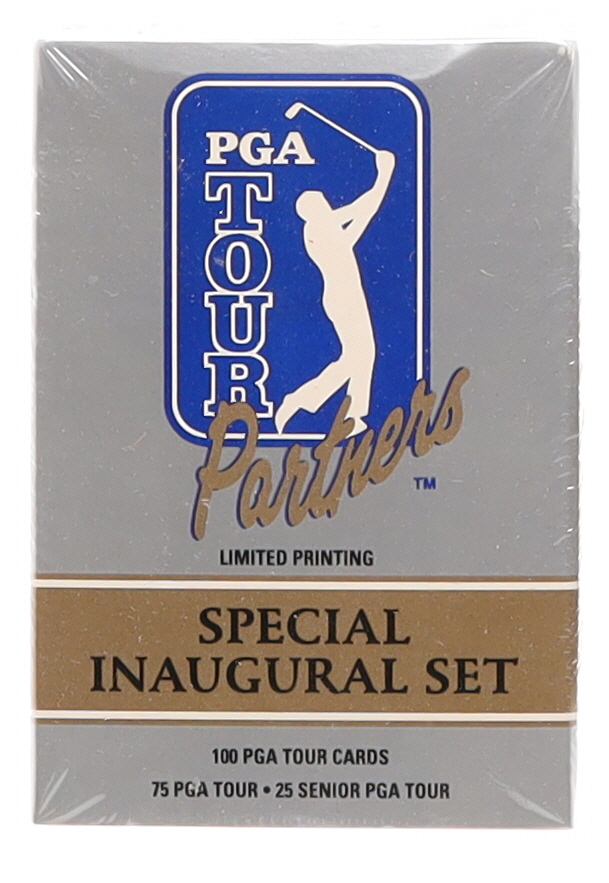 PGA
TOUR
Partners
TM
LIMITED PRINTING
SPECIAL
INAUGURAL SET
100 PGA TOUR CARDS
75 PGA TOUR • 25 SENIOR PGA TOUR